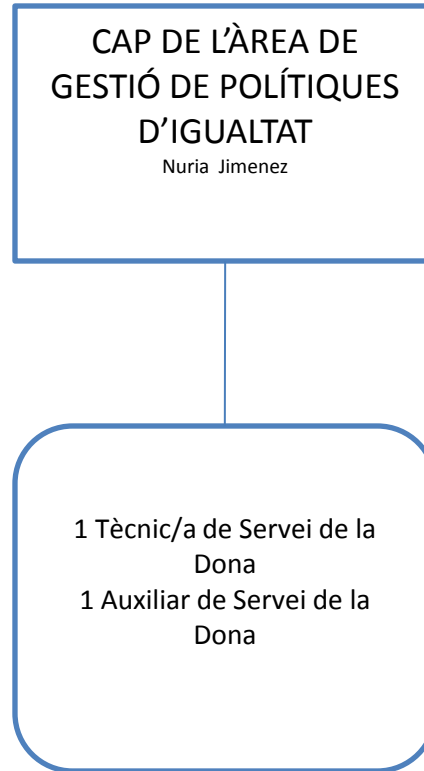 CAP DE L’ÀREA DE
GESTIÓ DE POLÍTIQUES
D’IGUALTAT
Nuria Jimenez
1 Tècnic/a de Servei de la
Dona
1 Auxiliar de Servei de la
Dona